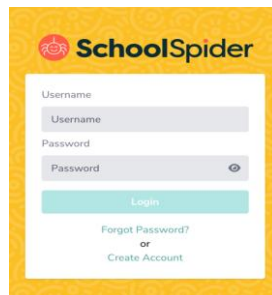 SchoolSpider
Username
Username
Password
Password
Login
Forgot Password?
or
Create Account